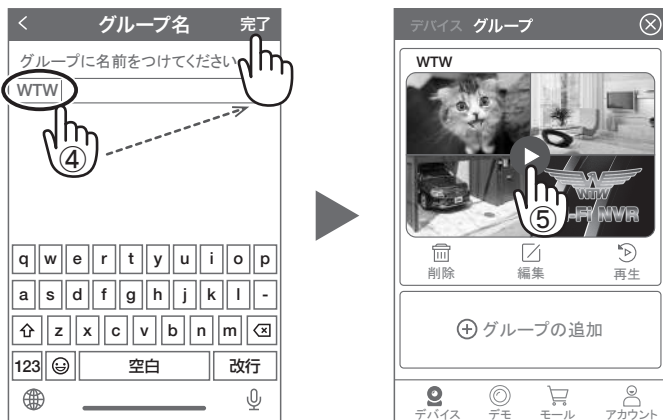 グループ名
完了
グループに名前をつけてくださ
WTW
④
q w e r t y u i o p
a s d f g h j k l -
z x c v b n m
123 空白 改行
デバイス グループ
WTW
WTW
-Fi NVR
⑤
削除 編集 再生
グループの追加
デバイス デモ モール アカウント